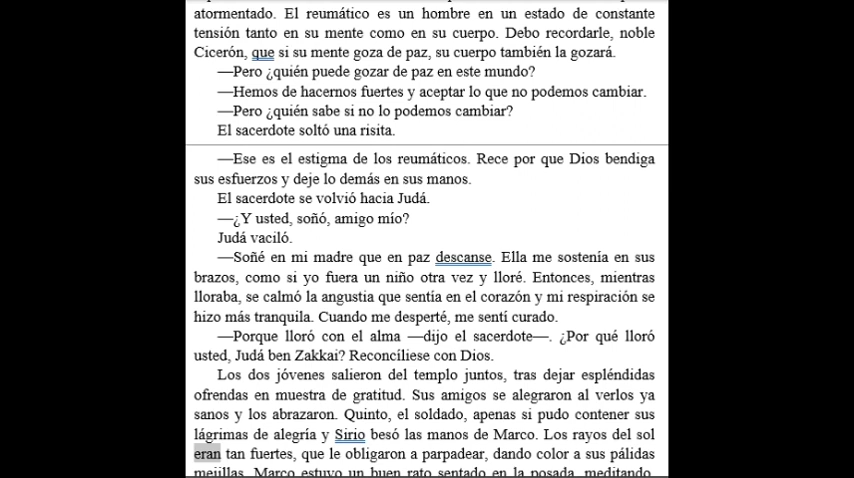 atormentado. El reumático es un hombre en un estado de constante
tensión tanto en su mente como en su cuerpo. Debo recordarle, noble
Cicerón, que si su mente goza de paz, su cuerpo también la gozará.
—Pero ¿quién puede gozar de paz en este mundo?
—Hemos de hacernos fuertes y aceptar lo que no podemos cambiar.
—Pero ¿quién sabe si no lo podemos cambiar?
El sacerdote soltó una risita.
—Ese es el estigma de los reumáticos. Rece por que Dios bendiga
sus esfuerzos y deje lo demás en sus manos.
El sacerdote se volvió hacia Judá.
—¿Y usted, soñó, amigo mío?
Judá vaciló.
—Soñé en mi madre que en paz descanse. Ella me sostenía en sus
brazos, como si yo fuera un niño otra vez y lloré. Entonces, mientras
lloraba, se calmó la angustia que sentía en el corazón y mi respiración se
hizo más tranquila. Cuando me desperté, me sentí curado.
—Porque lloró con el alma —dijo el sacerdote—. ¿Por qué lloró
usted, Judá ben Zakkai? Reconcíliese con Dios.
Los dos jóvenes salieron del templo juntos, tras dejar espléndidas
ofrendas en muestra de gratitud. Sus amigos se alegraron al verlos ya
sanos y los abrazaron. Quinto, el soldado, apenas si pudo contener sus
lágrimas de alegría y Sirio besó las manos de Marco. Los rayos del sol
eran tan fuertes, que le obligaron a parpadear, dando color a sus pálidas
mejillas. Marco estuvo un buen rato sentado en la posada, meditando,